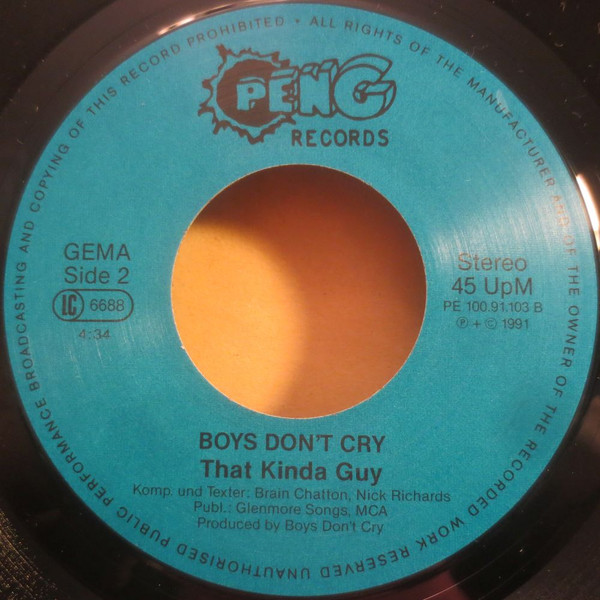 PENG
RECORDS
GEMA
Side 2
LC 6688
4:34
Stereo
45 UpM
PE 100.91.103 B
℗ + © 1991
BOYS DON'T CRY
That Kinda Guy
Komp. und Texter: Brain Chatton, Nick Richards
Publ.: Glenmore Songs, MCA
Produced by Boys Don't Cry
ALL RIGHTS OF THE MANUFACTURER AND OF THE OWNER OF THE RECORDED WORK RESERVED UNAUTHORISED PUBLIC PERFORMANCE BROADCASTING AND COPYING OF THIS RECORD PROHIBITED •